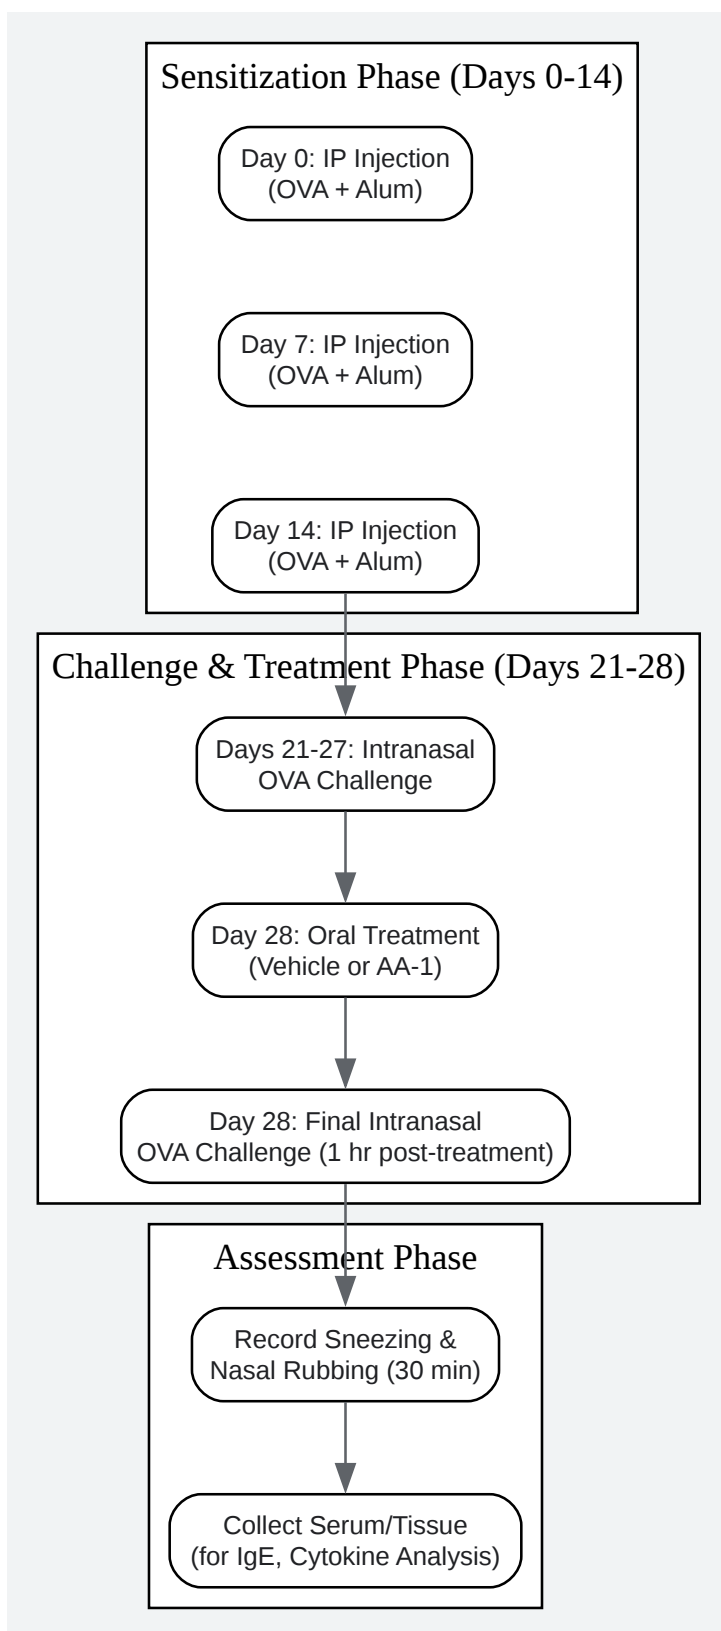 Sensitization Phase (Days 0-14)
Day 0: IP Injection
(OVA + Alum)
Day 7: IP Injection
(OVA + Alum)
Day 14: IP Injection
(OVA + Alum)
Challenge & Treatment Phase (Days 21-28)
Days 21-27: Intranasal
OVA Challenge
Day 28: Oral Treatment
(Vehicle or AA-1)
Day 28: Final Intranasal
OVA Challenge (1 hr post-treatment)
Assessment Phase
Record Sneezing &
Nasal Rubbing (30 min)
Collect Serum/Tissue
(for IgE, Cytokine Analysis)